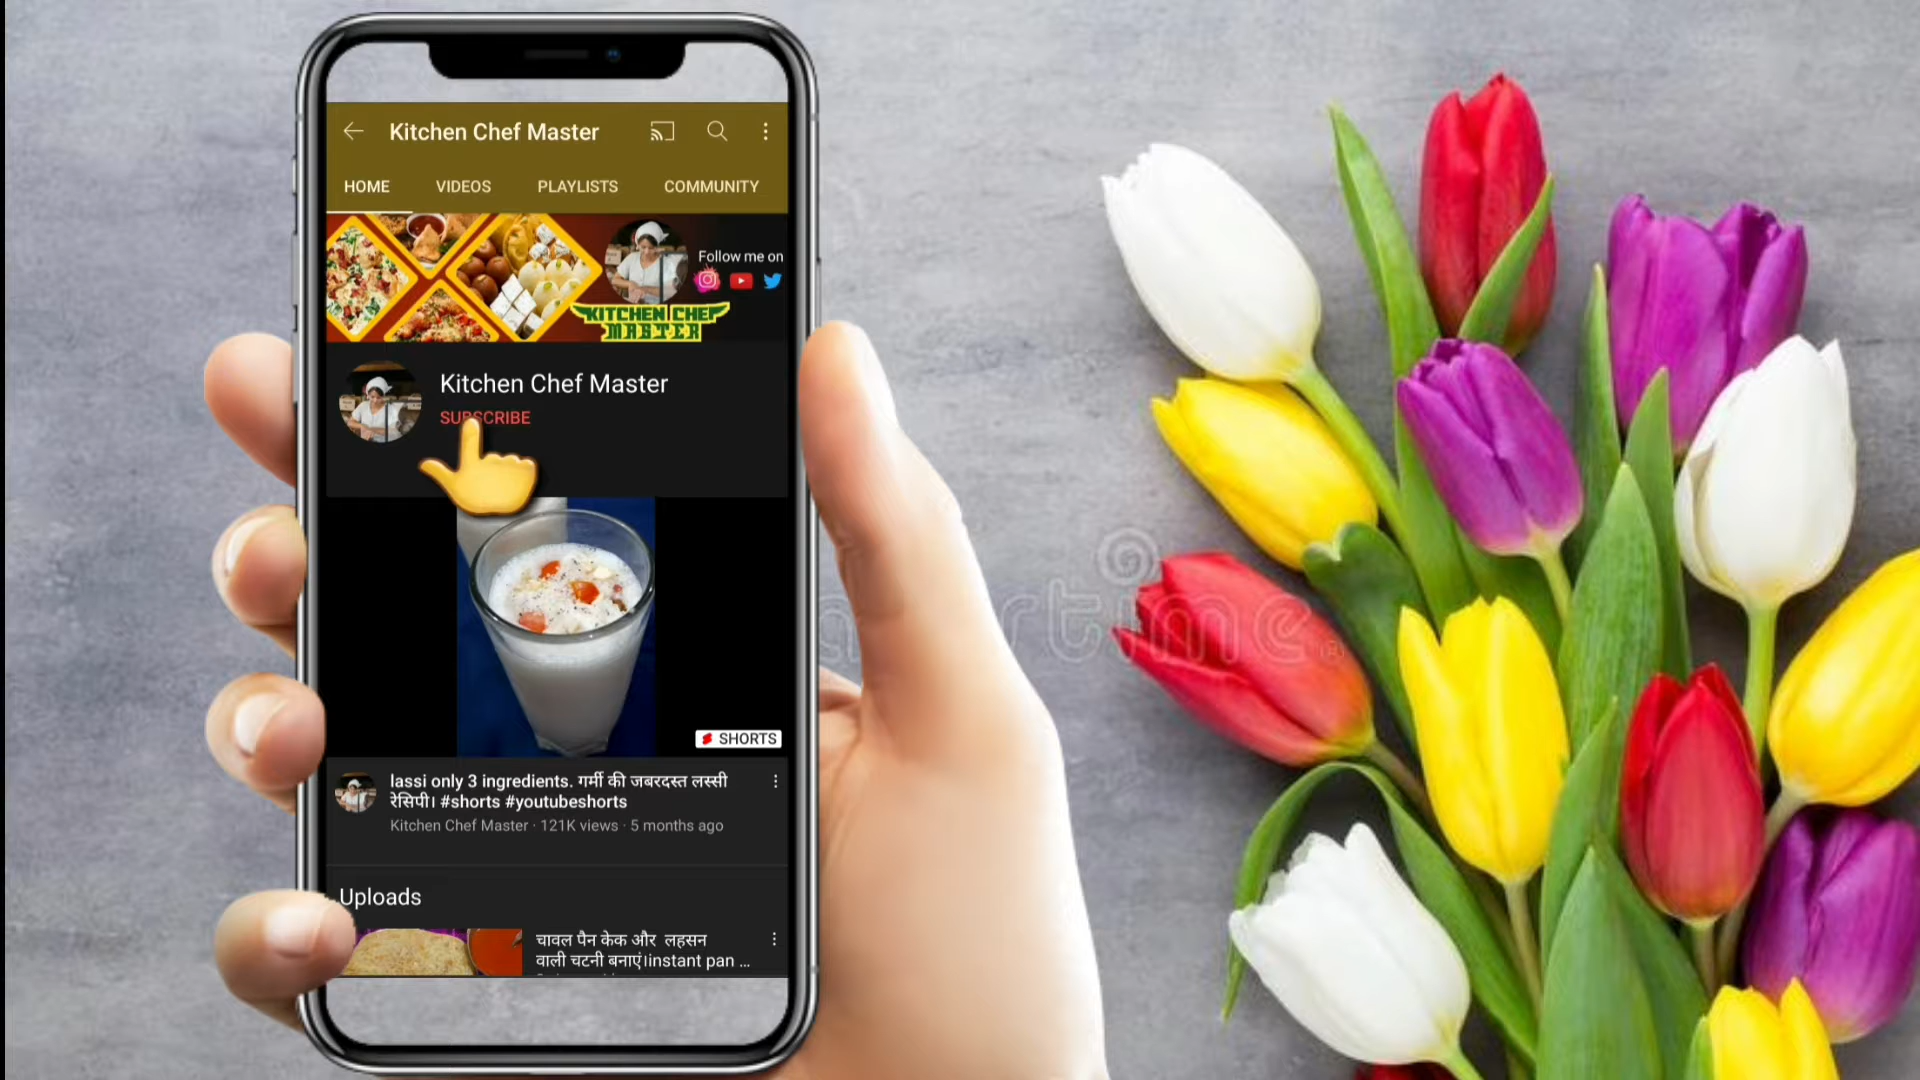 Kitchen Chef Master
HOME VIDEOS PLAYLISTS COMMUNITY
Follow me on
KITCHEN CHEF
MASTER
Kitchen Chef Master
SUBSCRIBE
SHORTS
lassi only 3 ingredients. गर्मी की जबरदस्त लस्सी
रेसिपी। #shorts #youtubeshorts
Kitchen Chef Master · 121K views · 5 months ago
Uploads
चावल पैन केक और लहसन
वाली चटनी बनाएं।instant pan ...